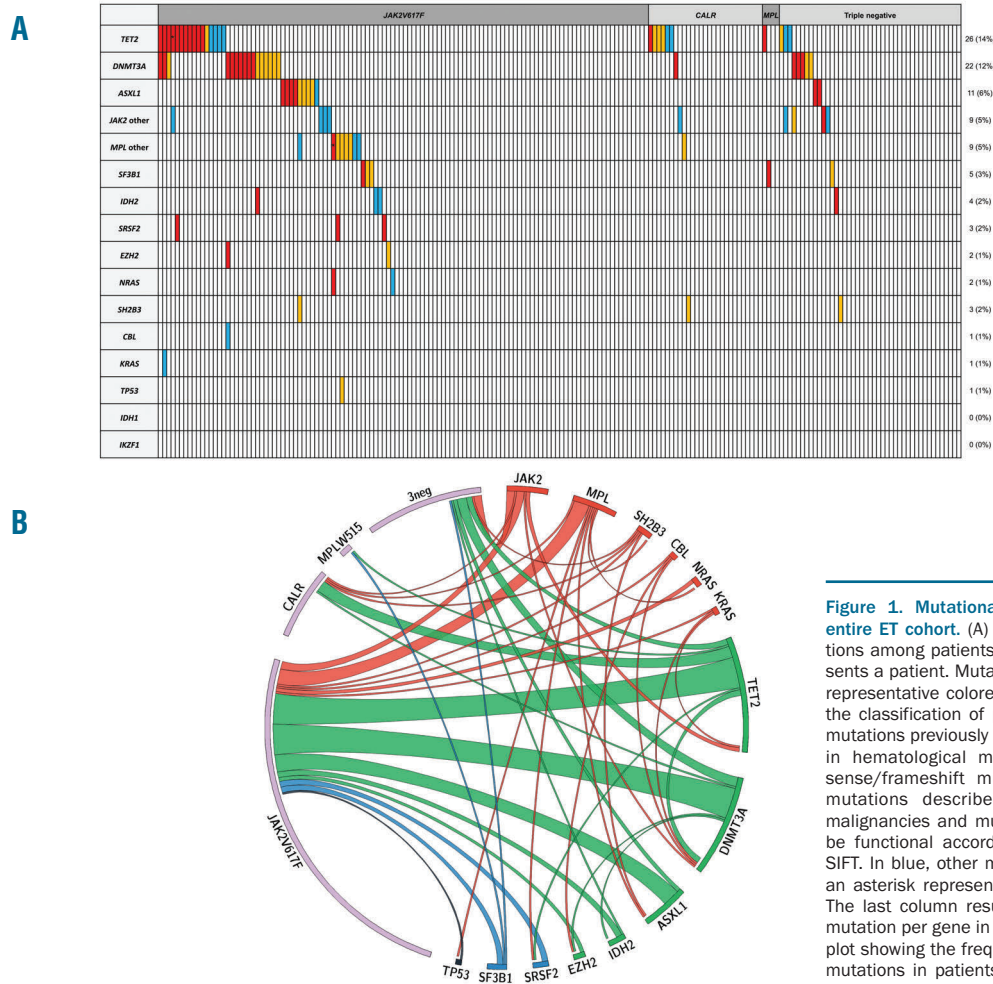 A
JAK2V617F CALR MPL Triple negative
TET2 26 (14%
DNMT3A 22 (12%
ASXL1 11 (6%)
JAK2 other 9 (5%)
MPL other 9 (5%)
SF3B1 5 (3%)
IDH2 4 (2%)
SRSF2 3 (2%)
EZH2 2 (1%)
NRAS 2 (1%)
SH2B3 3 (2%)
CBL 1 (1%)
KRAS 1 (1%)
TP53 1 (1%)
IDH1 0 (0%)
IKZF1 0 (0%)
B
3neg
JAK2
MPL
SH2B3
CBL
NRAS
KRAS
TET2
DNMT3A
ASXL1
IDH2
EZH2
SRSF2
SF3B1
TP53
JAK2V617F
CALR
MPLW515
Figure 1. Mutationa
entire ET cohort. (A)
tions among patients
sents a patient. Muta
representative colore
the classification of
mutations previously
in hematological m
sense/frameshift m
mutations describe
malignancies and mu
be functional accord
SIFT. In blue, other n
an asterisk represen
The last column resu
mutation per gene in
plot showing the freq
mutations in patients